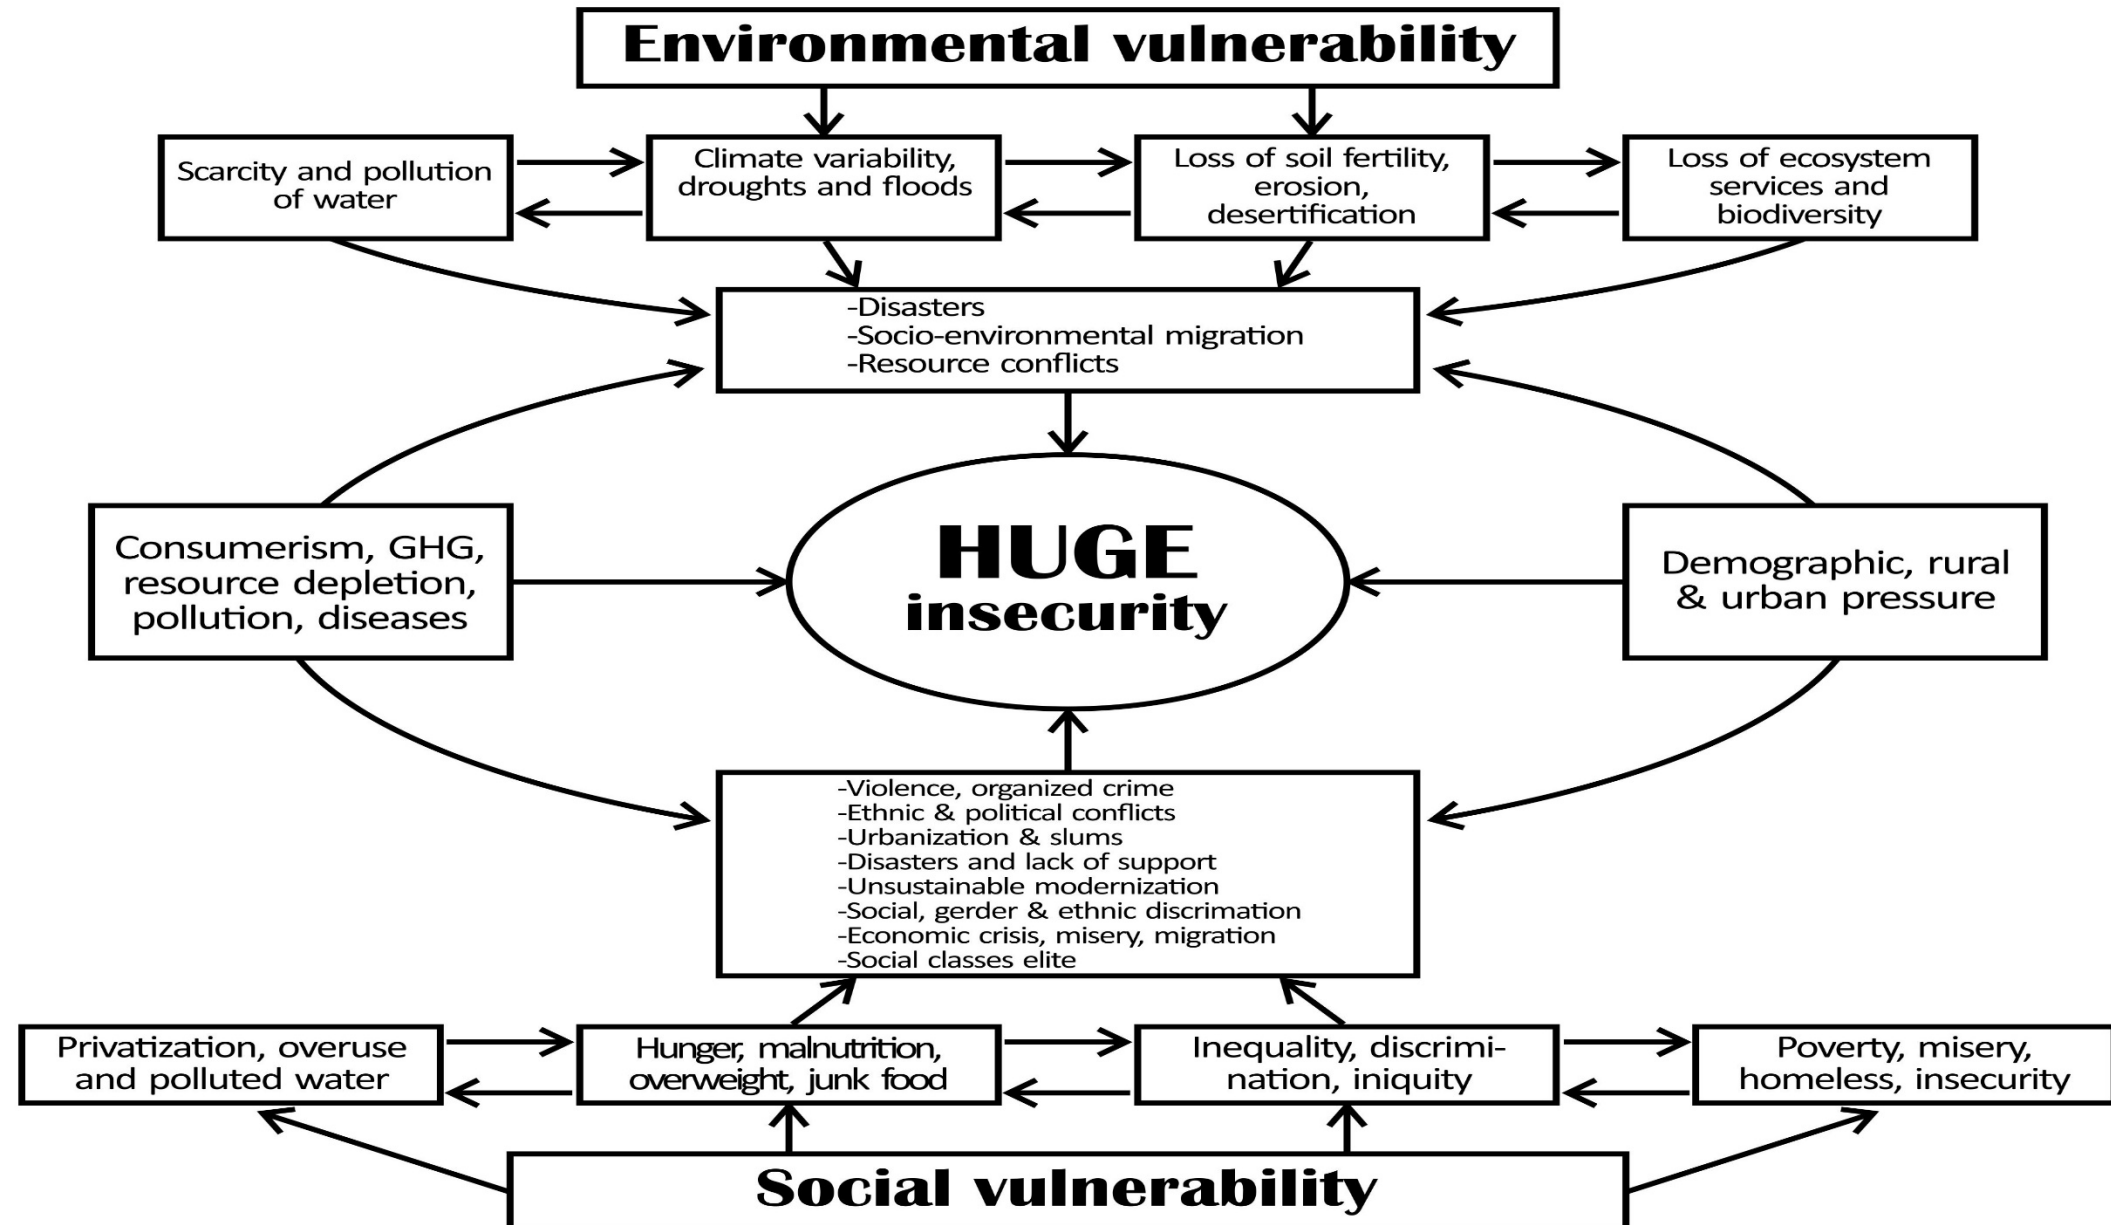 Environmental vulnerability
Scarcity and pollution
of water
Climate variability,
droughts and floods
Loss of soil fertility,
erosion,
desertification
Loss of ecosystem
services and
biodiversity
-Disasters
-Socio-environmental migration
-Resource conflicts
Consumerism, GHG,
resource depletion,
pollution, diseases
HUGE
insecurity
Demographic, rural
& urban pressure
-Violence, organized crime
-Ethnic & political conflicts
-Urbanization & slums
-Disasters and lack of support
-Unsustainable modernization
-Social, gerder & ethnic discrimation
-Economic crisis, misery, migration
-Social classes elite
Privatization, overuse
and polluted water
Hunger, malnutrition,
overweight, junk food
Inequality, discrimi-
nation, iniquity
Poverty, misery,
homeless, insecurity
Social vulnerability